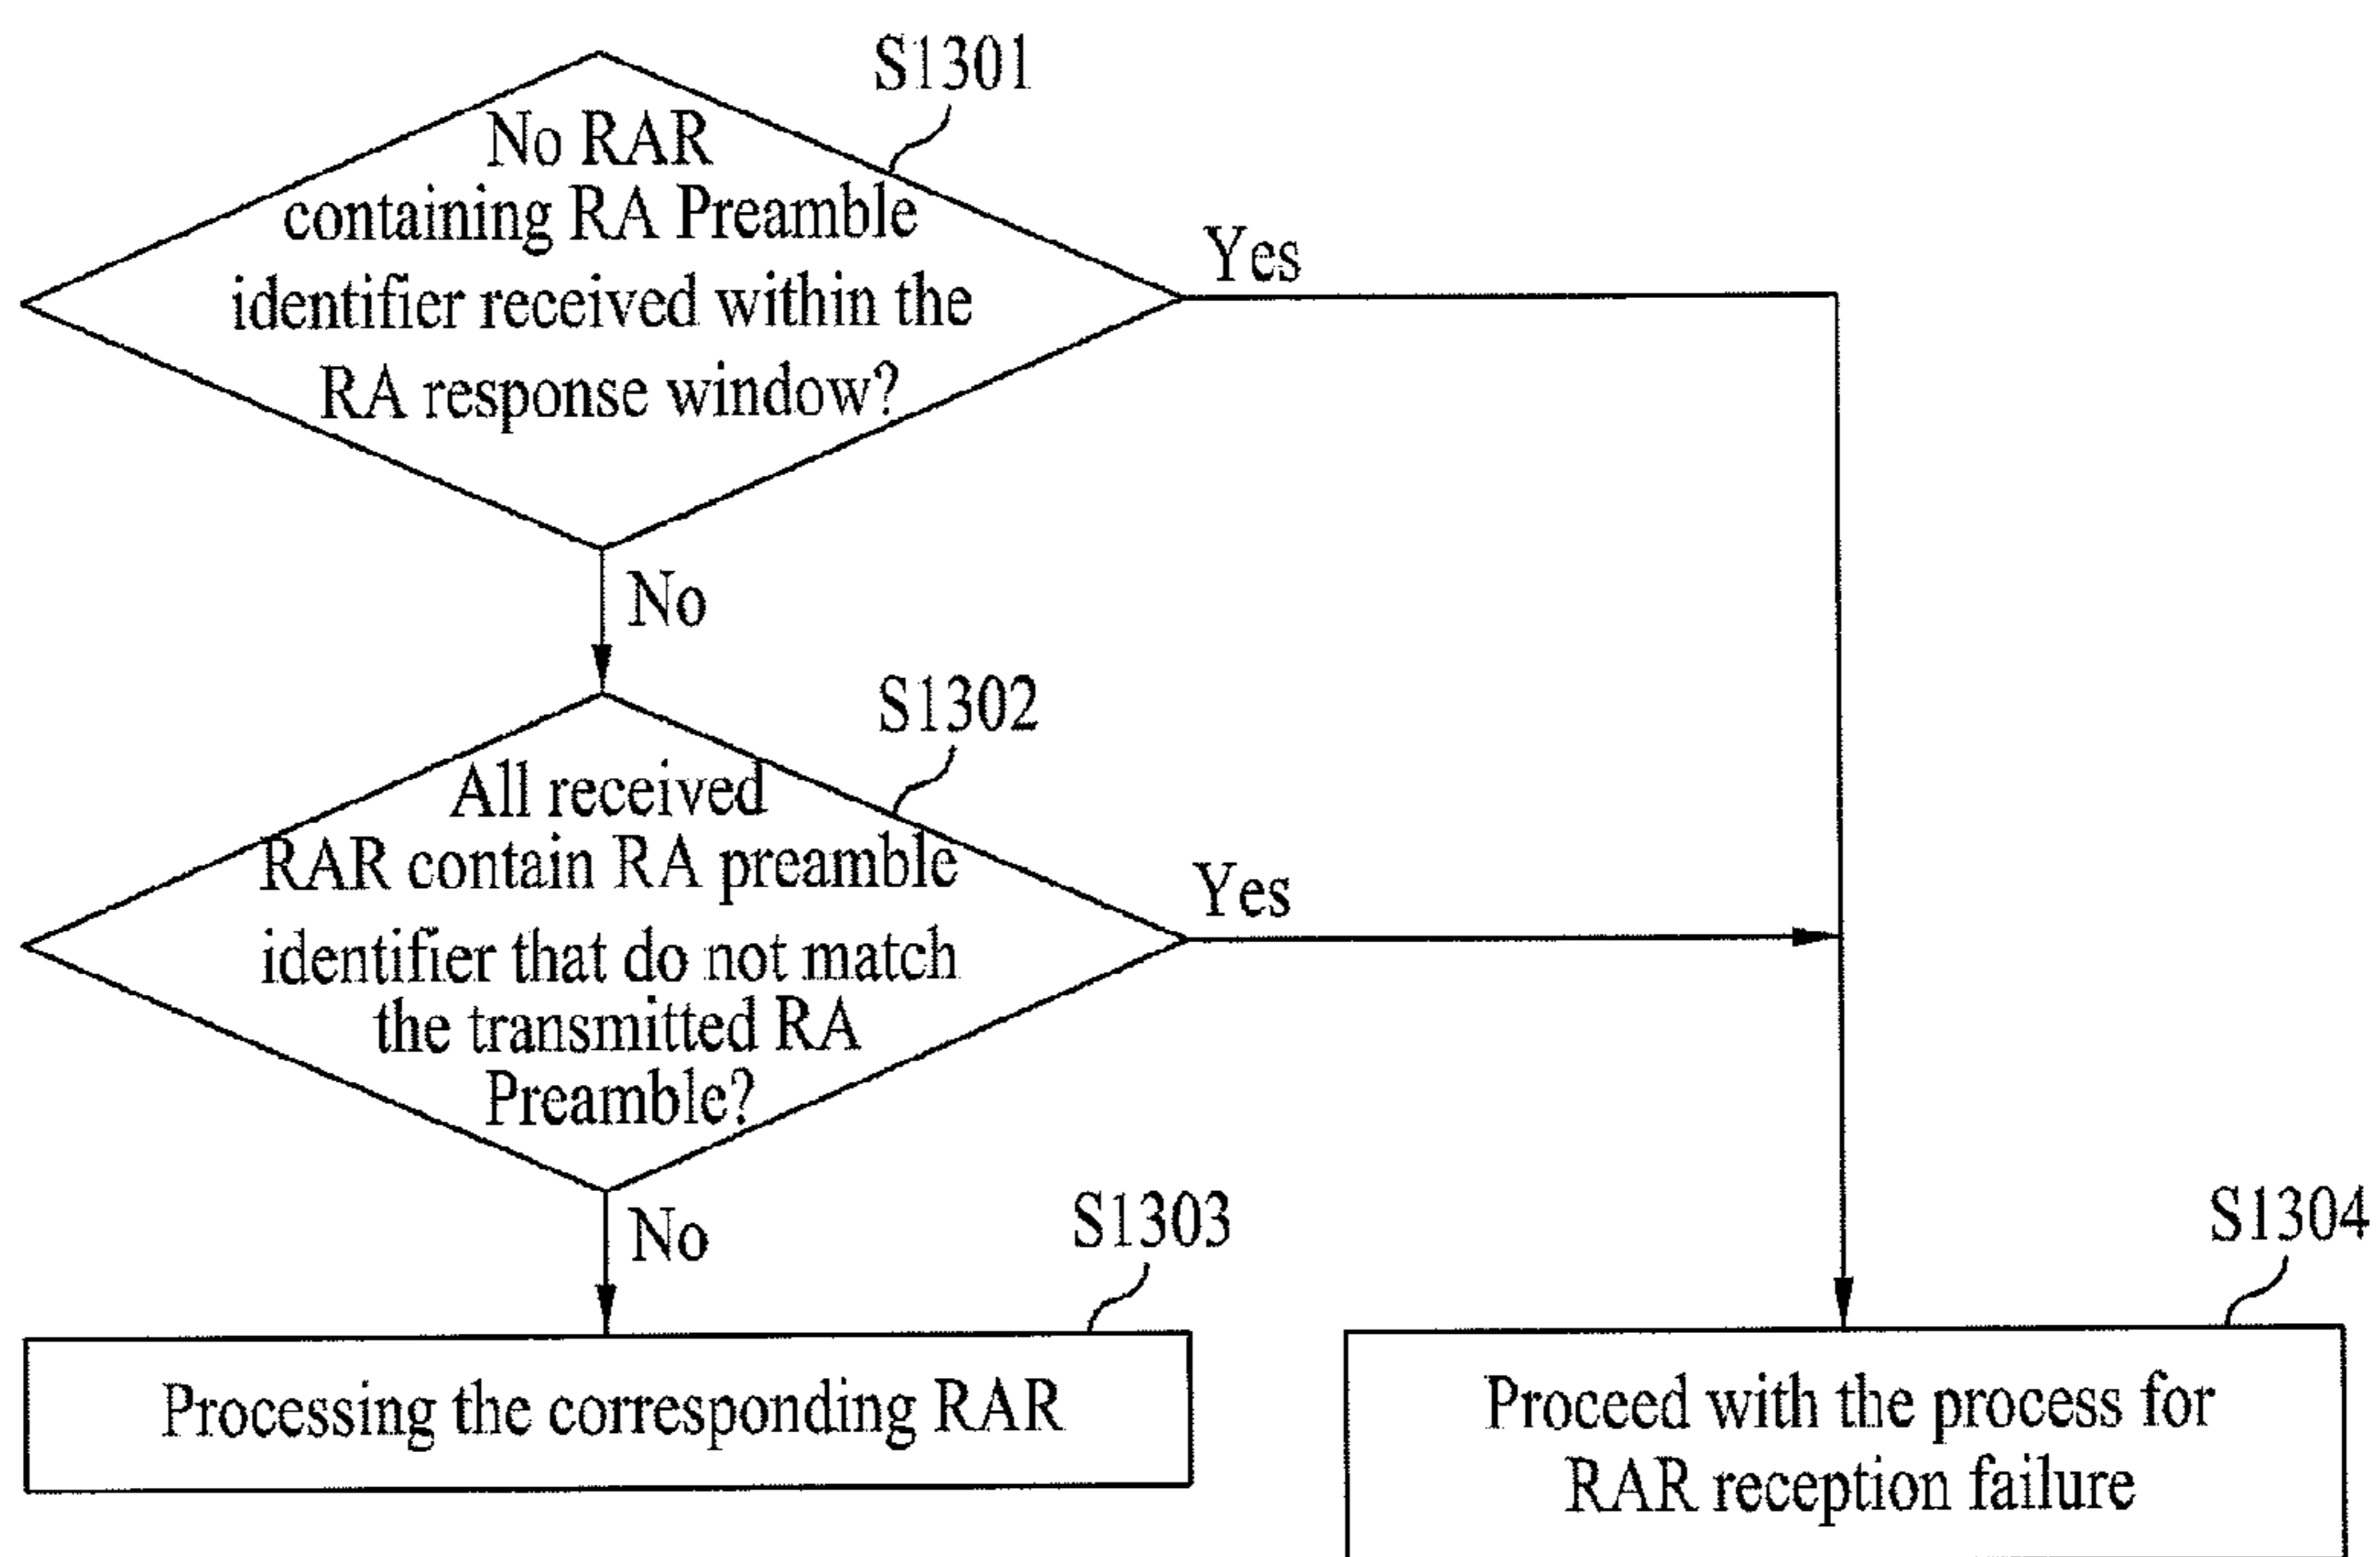 S1301
No RAR
containing RA Preamble
identifier received within the
RA response window?
Yes
No
S1302
All received
RAR contain RA preamble
identifier that do not match
the transmitted RA
Preamble?
Yes
No
S1303
Processing the corresponding RAR
S1304
Proceed with the process for
RAR reception failure